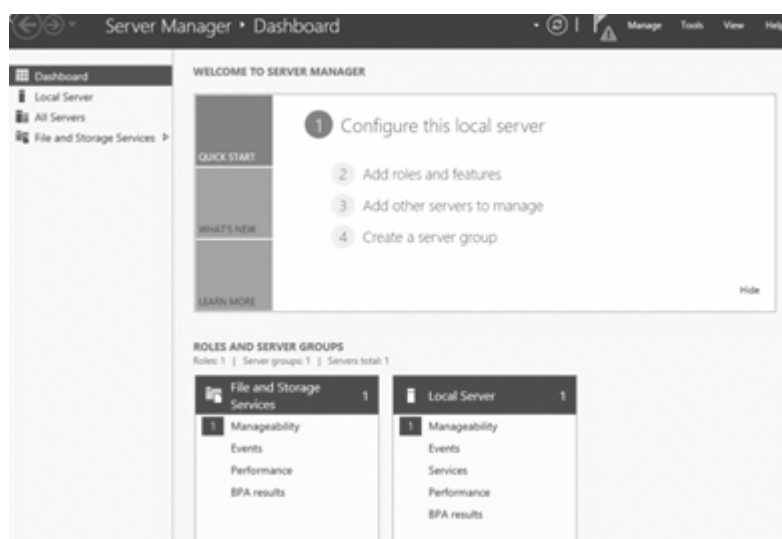 Server Manager • Dashboard
Manage Tools View Help
Dashboard
Local Server
All Servers
File and Storage Services
WELCOME TO SERVER MANAGER
QUICK START
WHAT'S NEW
LEARN MORE
1 Configure this local server
2 Add roles and features
3 Add other servers to manage
4 Create a server group
Hide
ROLES AND SERVER GROUPS
Roles: 1 | Server groups: 1 | Servers total: 1
File and Storage Services 1
1 Manageability
Events
Performance
BPA results
Local Server 1
1 Manageability
Events
Services
Performance
BPA results